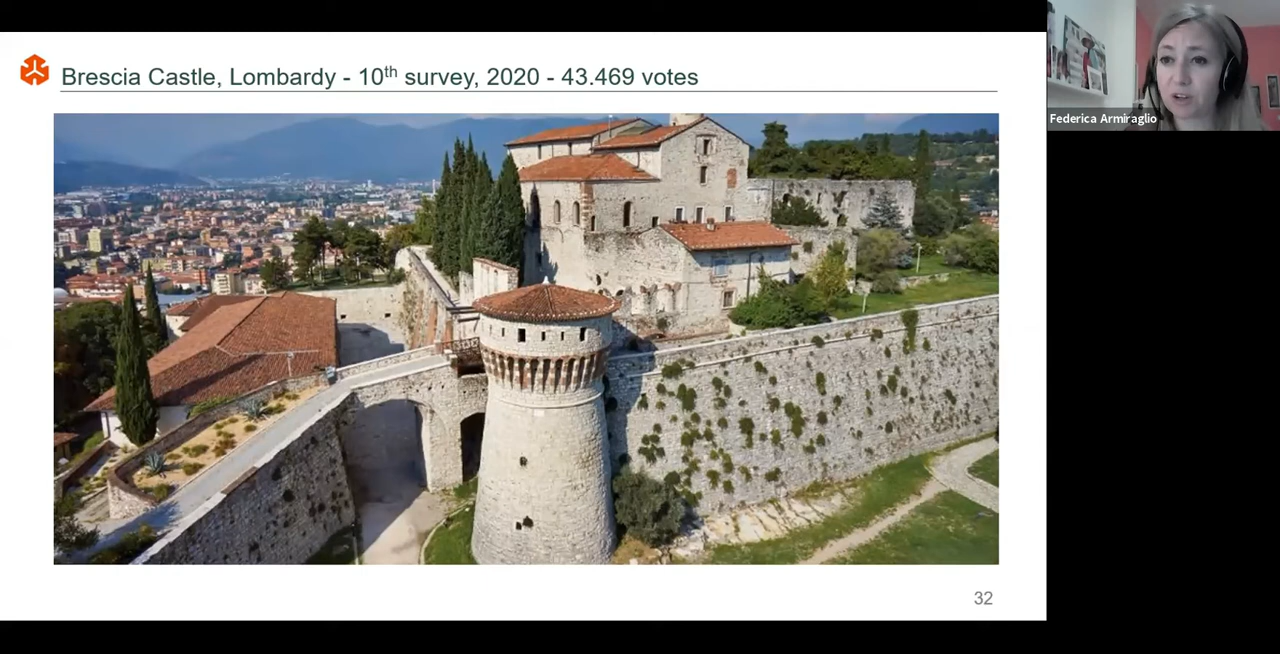 Brescia Castle, Lombardy - 10th survey, 2020 - 43.469 votes
Federica Armiraglio
32